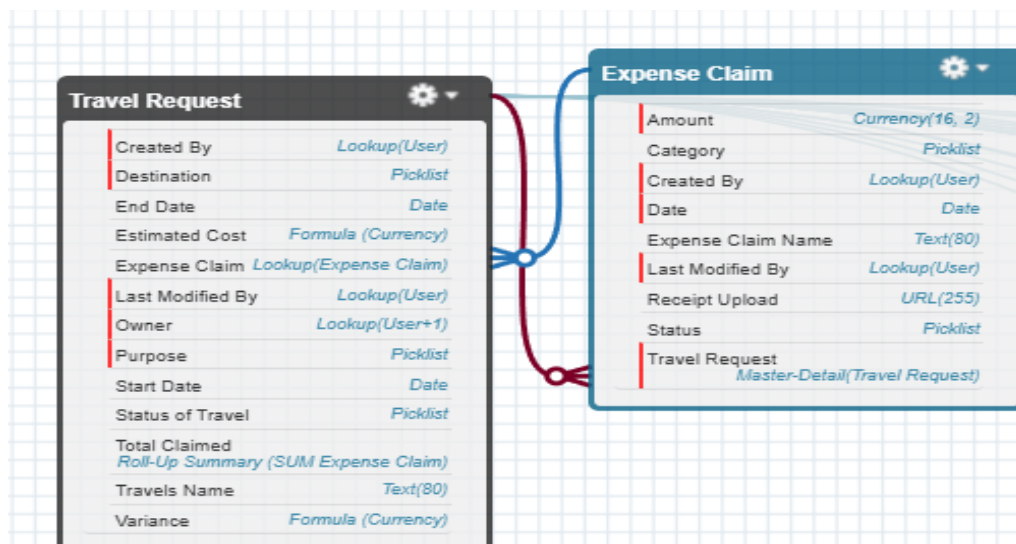 Travel Request
Created By Lookup(User)
Destination Picklist
End Date Date
Estimated Cost Formula (Currency)
Expense Claim Lookup(Expense Claim)
Last Modified By Lookup(User)
Owner Lookup(User+1)
Purpose Picklist
Start Date Date
Status of Travel Picklist
Total Claimed
Roll-Up Summary (SUM Expense Claim)
Travels Name Text(80)
Variance Formula (Currency)
Expense Claim
Amount Currency(16, 2)
Category Picklist
Created By Lookup(User)
Date Date
Expense Claim Name Text(80)
Last Modified By Lookup(User)
Receipt Upload URL(255)
Status Picklist
Travel Request
Master-Detail(Travel Request)